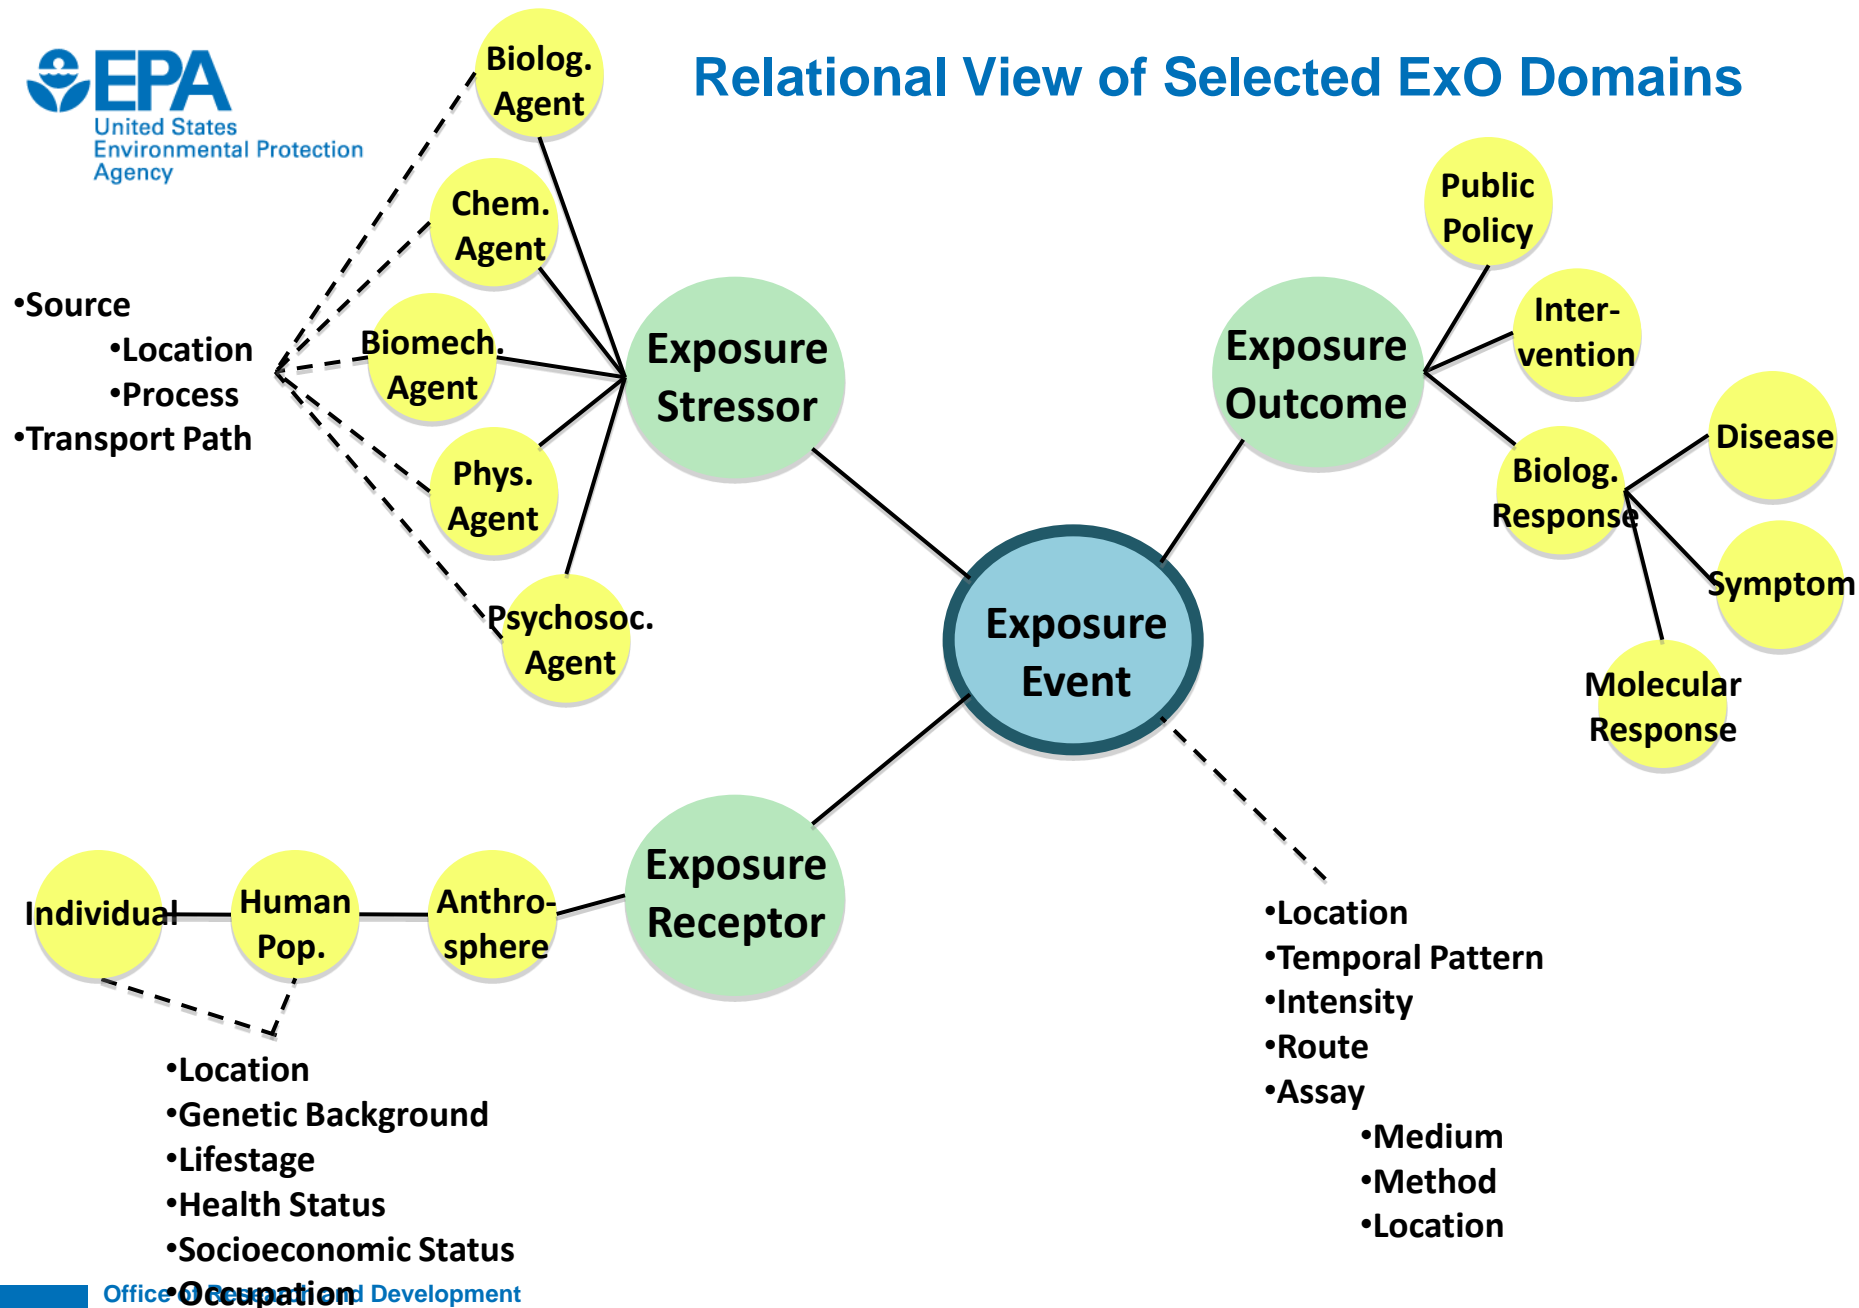 EPA
United States
Environmental Protection
Agency
Relational View of Selected ExO Domains
Biolog.
Agent
Chem.
Agent
Biomech.
Agent
Phys.
Agent
Psychosoc.
Agent
•Source
•Location
•Process
•Transport Path
Exposure
Stressor
Exposure
Outcome
Public
Policy
Inter-
vention
Biolog.
Response
Disease
Symptom
Molecular
Response
Exposure
Event
Exposure
Receptor
Anthro-
sphere
Human
Pop.
Individual
•Location
•Genetic Background
•Lifestage
•Health Status
•Socioeconomic Status
•Occupation
•Location
•Temporal Pattern
•Intensity
•Route
•Assay
•Medium
•Method
•Location
Office of Research and Development